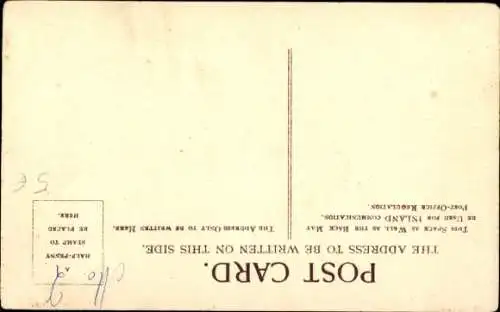 POST CARD.
THE ADDRESS TO BE WRITTEN ON THIS SIDE.
THIS SPACE AS WELL AS THE BACK MAY
BE USED FOR INLAND COMMUNICATION.
POST-OFFICE REGULATION.
THE ADDRESS ONLY TO BE WRITTEN HERE.
HALF-PENNY
STAMP TO
BE PLACED
HERE.
5€